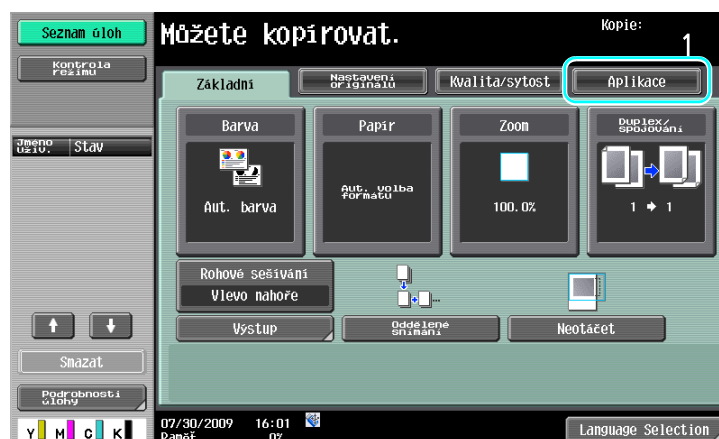 Seznam úloh
Kontrola
režimu
Jméno
uživ.
Stav
Smazat
Podrobnosti
úlohy
Y M C K
Můžete kopírovat.
Kopie:
1
Základní
Nastavení
originálu
Kvalita/sytost
Aplikace
Barva
Papír
Zoom
Duplex/
spojování
Aut. barva
Aut. volba
formátu
100.0%
1 → 1
Rohové sešívání
Vlevo nahoře
Výstup
Oddělené
snímání
Neotáčet
07/30/2009 16:01
Paměť 0%
Language Selection